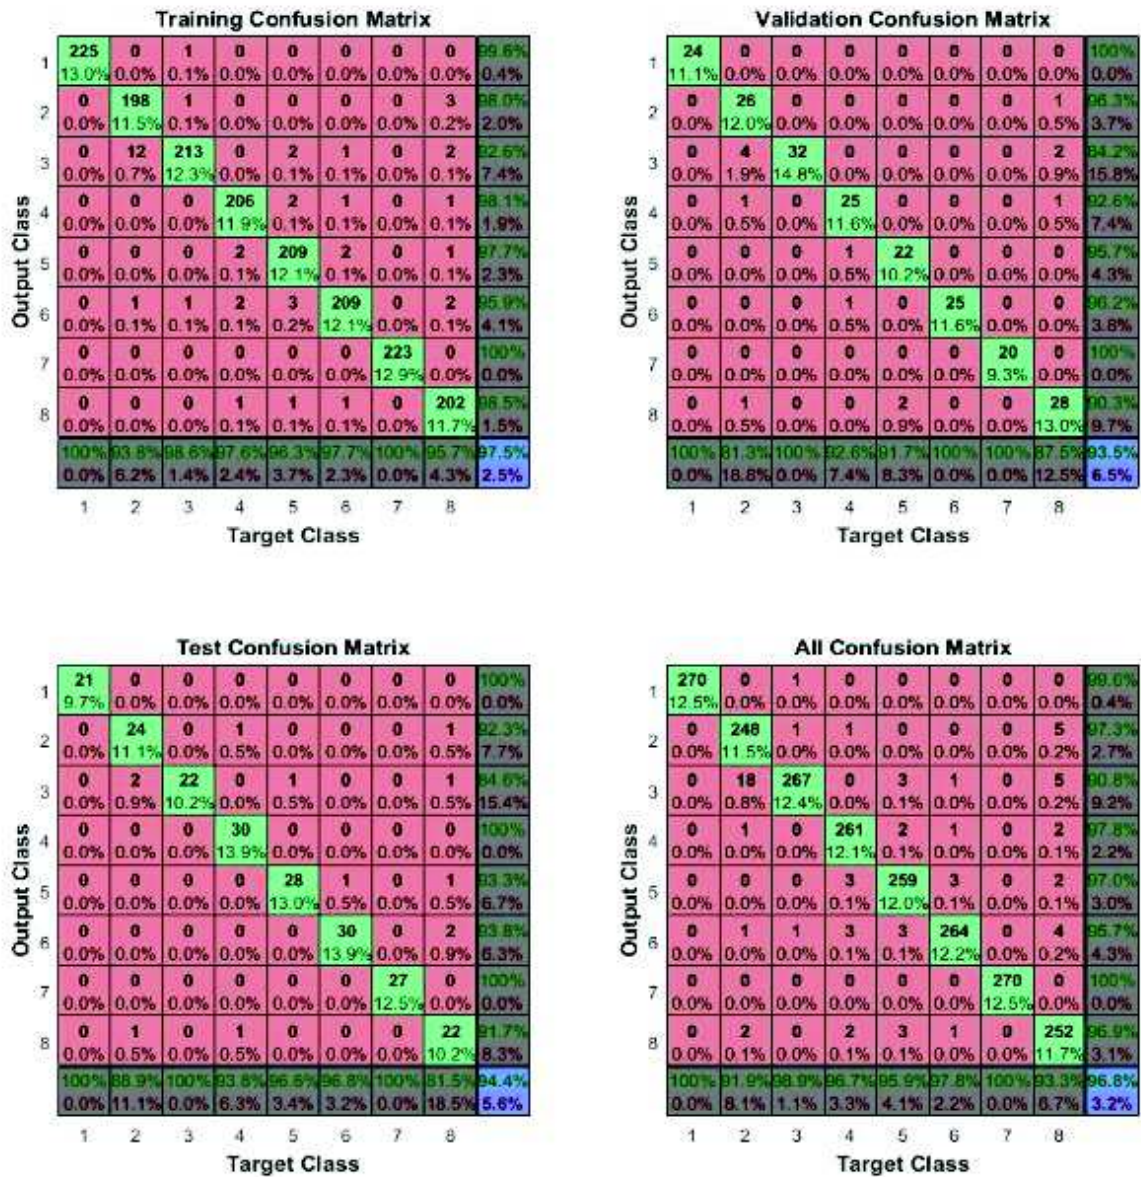 Training Confusion Matrix
1 225 0 1 0 0 0 0 0 99.6%
13.0% 0.0% 0.1% 0.0% 0.0% 0.0% 0.0% 0.0% 0.4%
2 0 198 1 0 0 0 0 3 98.0%
0.0% 11.5% 0.1% 0.0% 0.0% 0.0% 0.0% 0.2% 2.0%
3 0 12 213 0 2 1 0 2 92.6%
0.0% 0.7% 12.3% 0.0% 0.1% 0.1% 0.0% 0.1% 7.4%
4 0 0 0 206 2 1 0 1 98.1%
0.0% 0.0% 0.0% 11.9% 0.1% 0.1% 0.0% 0.1% 1.9%
5 0 0 0 2 209 2 0 1 97.7%
0.0% 0.0% 0.0% 0.1% 12.1% 0.1% 0.0% 0.1% 2.3%
6 0 1 1 2 3 209 0 2 95.9%
0.0% 0.1% 0.1% 0.1% 0.2% 12.1% 0.0% 0.1% 4.1%
7 0 0 0 0 0 0 223 0 100%
0.0% 0.0% 0.0% 0.0% 0.0% 0.0% 12.9% 0.0% 0.0%
8 0 0 0 1 1 1 0 202 98.5%
0.0% 0.0% 0.0% 0.1% 0.1% 0.1% 0.0% 11.7% 1.5%
100% 93.8% 98.6% 97.6% 96.3% 97.7% 100% 95.7% 97.5%
0.0% 6.2% 1.4% 2.4% 3.7% 2.3% 0.0% 4.3% 2.5%
1 2 3 4 5 6 7 8
Target Class
Output Class
Validation Confusion Matrix
1 24 0 0 0 0 0 0 0 100%
11.1% 0.0% 0.0% 0.0% 0.0% 0.0% 0.0% 0.0% 0.0%
2 0 26 0 0 0 0 0 1 96.3%
0.0% 12.0% 0.0% 0.0% 0.0% 0.0% 0.0% 0.5% 3.7%
3 0 4 32 0 0 0 0 2 84.2%
0.0% 1.9% 14.8% 0.0% 0.0% 0.0% 0.0% 0.9% 15.8%
4 0 1 0 25 0 0 0 1 92.6%
0.0% 0.5% 0.0% 11.6% 0.0% 0.0% 0.0% 0.5% 7.4%
5 0 0 0 1 22 0 0 0 95.7%
0.0% 0.0% 0.0% 0.5% 10.2% 0.0% 0.0% 0.0% 4.3%
6 0 0 0 1 0 25 0 0 96.2%
0.0% 0.0% 0.0% 0.5% 0.0% 11.6% 0.0% 0.0% 3.8%
7 0 0 0 0 0 0 20 0 100%
0.0% 0.0% 0.0% 0.0% 0.0% 0.0% 9.3% 0.0% 0.0%
8 0 1 0 0 2 0 0 28 90.3%
0.0% 0.5% 0.0% 0.0% 0.9% 0.0% 0.0% 13.0% 9.7%
100% 81.3% 100% 92.6% 91.7% 100% 100% 87.5% 93.5%
0.0% 18.8% 0.0% 7.4% 8.3% 0.0% 0.0% 12.5% 6.5%
1 2 3 4 5 6 7 8
Target Class
Output Class
Test Confusion Matrix
1 21 0 0 0 0 0 0 0 100%
9.7% 0.0% 0.0% 0.0% 0.0% 0.0% 0.0% 0.0% 0.0%
2 0 24 0 1 0 0 0 1 92.3%
0.0% 11.1% 0.0% 0.5% 0.0% 0.0% 0.0% 0.5% 7.7%
3 0 2 22 0 1 0 0 1 84.6%
0.0% 0.9% 10.2% 0.0% 0.5% 0.0% 0.0% 0.5% 15.4%
4 0 0 0 30 0 0 0 0 100%
0.0% 0.0% 0.0% 13.9% 0.0% 0.0% 0.0% 0.0% 0.0%
5 0 0 0 0 28 1 0 1 93.3%
0.0% 0.0% 0.0% 0.0% 13.0% 0.5% 0.0% 0.5% 6.7%
6 0 0 0 0 0 30 0 2 93.8%
0.0% 0.0% 0.0% 0.0% 0.0% 13.9% 0.0% 0.9% 6.3%
7 0 0 0 0 0 0 27 0 100%
0.0% 0.0% 0.0% 0.0% 0.0% 0.0% 12.5% 0.0% 0.0%
8 0 1 0 1 0 0 0 22 91.7%
0.0% 0.5% 0.0% 0.5% 0.0% 0.0% 0.0% 10.2% 8.3%
100% 88.9% 100% 93.8% 96.6% 96.8% 100% 81.5% 94.4%
0.0% 11.1% 0.0% 6.3% 3.4% 3.2% 0.0% 18.5% 5.6%
1 2 3 4 5 6 7 8
Target Class
Output Class
All Confusion Matrix
1 270 0 1 0 0 0 0 0 99.6%
12.5% 0.0% 0.0% 0.0% 0.0% 0.0% 0.0% 0.0% 0.4%
2 0 248 1 1 0 0 0 5 97.3%
0.0% 11.5% 0.0% 0.0% 0.0% 0.0% 0.0% 0.2% 2.7%
3 0 18 267 0 3 1 0 5 90.8%
0.0% 0.8% 12.4% 0.0% 0.1% 0.0% 0.0% 0.2% 9.2%
4 0 1 0 261 2 1 0 2 97.8%
0.0% 0.0% 0.0% 12.1% 0.1% 0.0% 0.0% 0.1% 2.2%
5 0 0 0 3 259 3 0 2 97.0%
0.0% 0.0% 0.0% 0.1% 12.0% 0.1% 0.0% 0.1% 3.0%
6 0 1 1 3 3 264 0 4 95.7%
0.0% 0.0% 0.0% 0.1% 0.1% 12.2% 0.0% 0.2% 4.3%
7 0 0 0 0 0 0 270 0 100%
0.0% 0.0% 0.0% 0.0% 0.0% 0.0% 12.5% 0.0% 0.0%
8 0 2 0 2 3 1 0 252 96.9%
0.0% 0.1% 0.0% 0.1% 0.1% 0.0% 0.0% 11.7% 3.1%
100% 91.9% 98.9% 96.7% 95.9% 97.8% 100% 93.3% 96.8%
0.0% 8.1% 1.1% 3.3% 4.1% 2.2% 0.0% 6.7% 3.2%
1 2 3 4 5 6 7 8
Target Class
Output Class